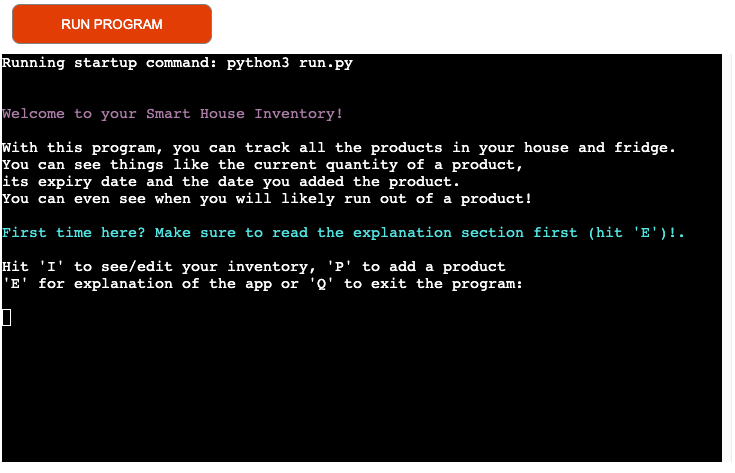 RUN PROGRAM
Running startup command: python3 run.py
Welcome to your Smart House Inventory!
With this program, you can track all the products in your house and fridge.
You can see things like the current quantity of a product,
its expiry date and the date you added the product.
You can even see when you will likely run out of a product!
First time here? Make sure to read the explanation section first (hit 'E')!.
Hit 'I' to see/edit your inventory, 'P' to add a product
'E' for explanation of the app or 'Q' to exit the program: